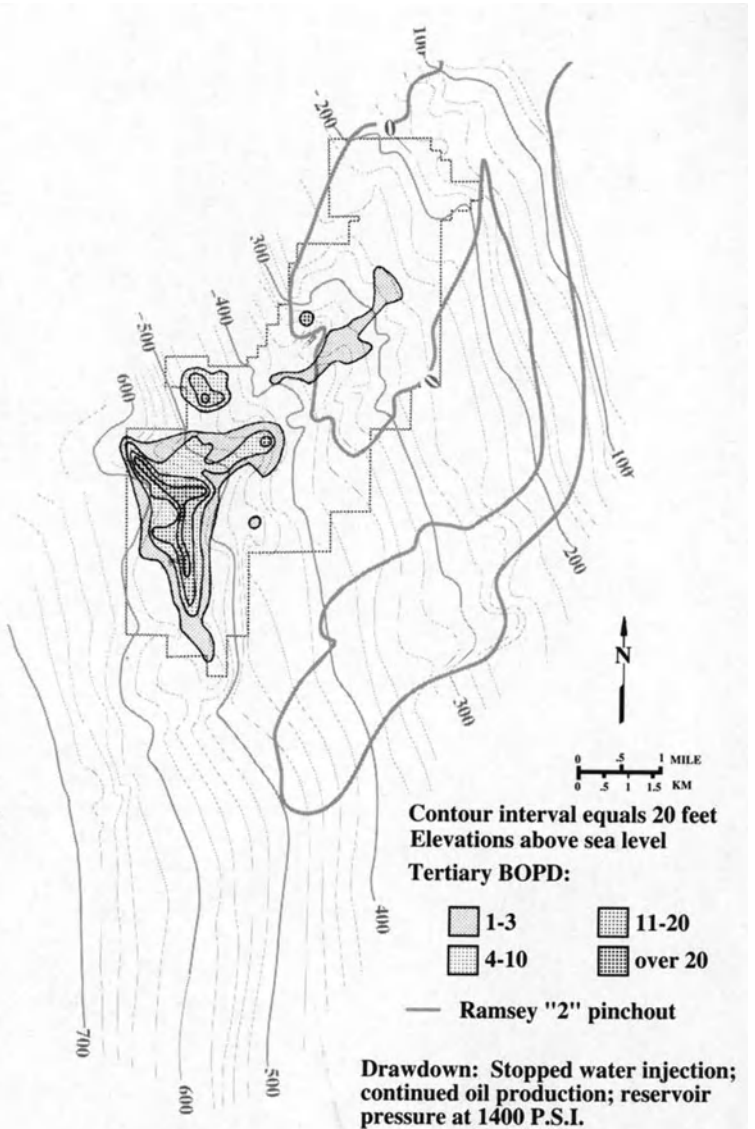 100
-200
0
300
-400
-500
600
0
100
200
N
300
0 .5 1 MILE
0 .5 1 1.5 KM
Contour interval equals 20 feet
Elevations above sea level
Tertiary BOPD:
400
1-3 11-20
4-10 over 20
Ramsey "2" pinchout
700
600
500
Drawdown: Stopped water injection;
continued oil production; reservoir
pressure at 1400 P.S.I.